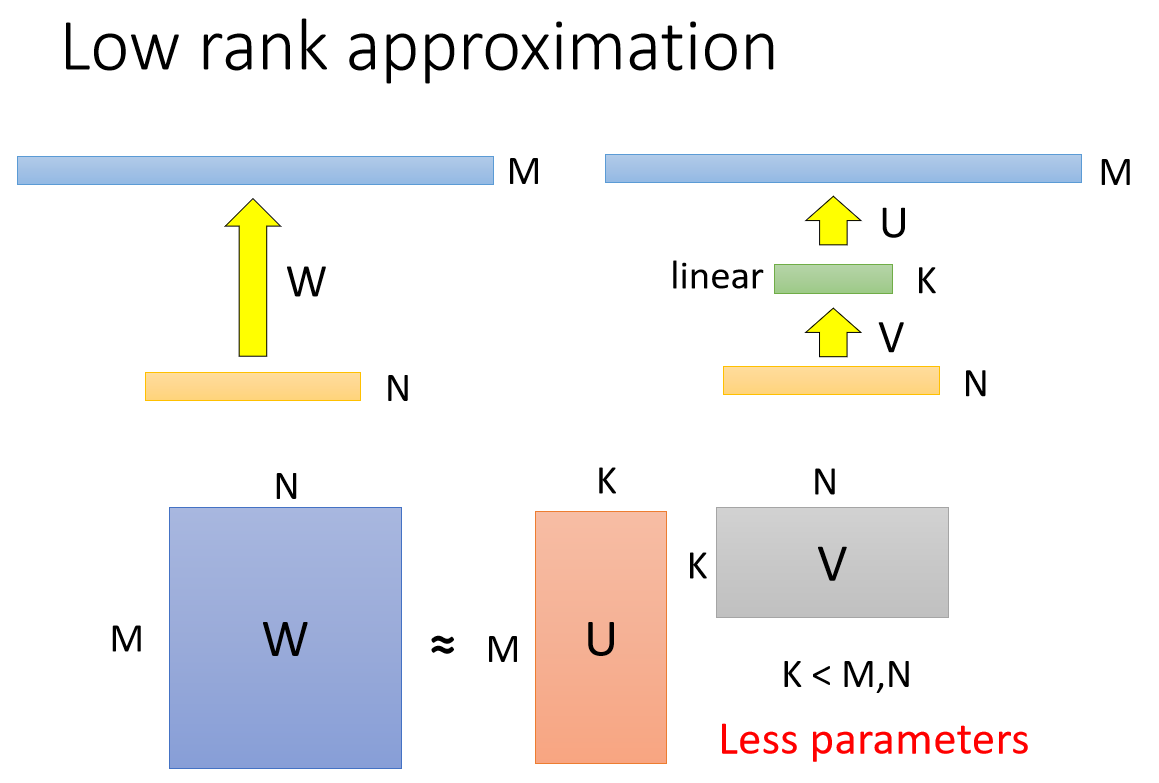 Low rank approximation
M
W
N
M
U
linear
K
V
N
N
M
W
≈
K
M
U
N
K
V
K < M,N
Less parameters